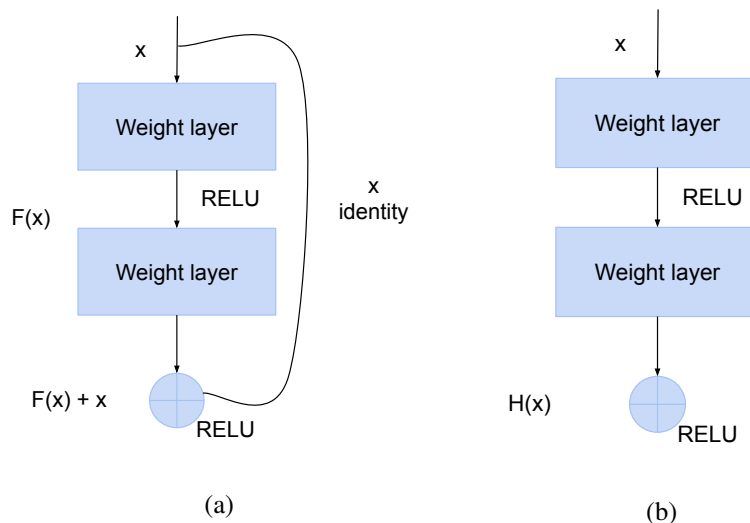 x
Weight layer
RELU
F(x)
x
identity
Weight layer
F(x) + x
RELU
(a)
x
Weight layer
RELU
Weight layer
H(x)
RELU
(b)